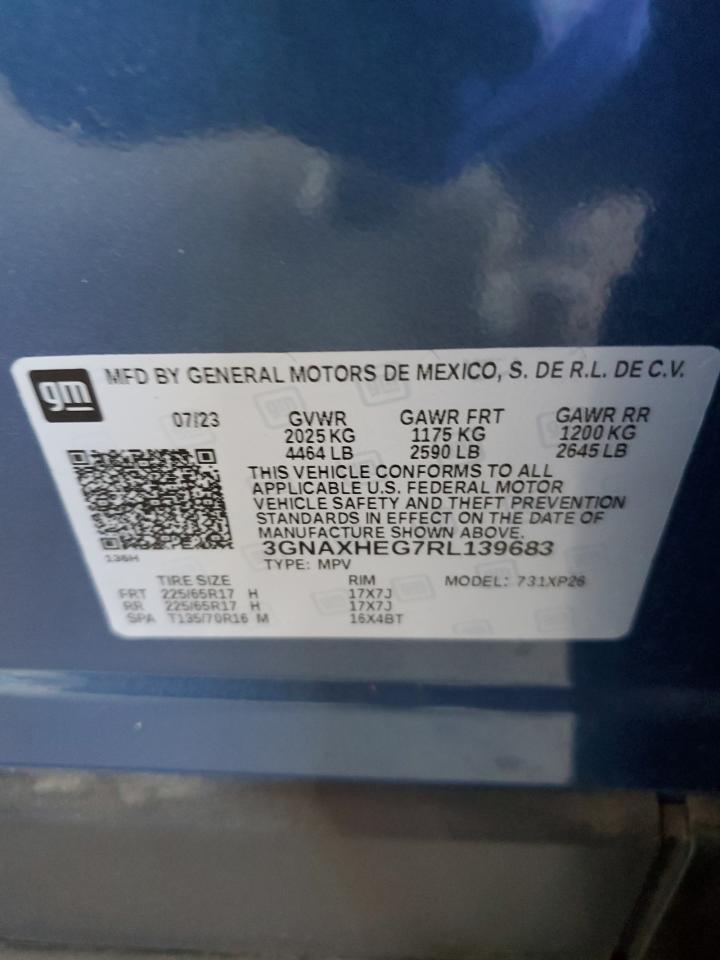 gm MFD BY GENERAL MOTORS DE MEXICO, S. DE R.L. DE C.V.
07/23 GVWR GAWR FRT GAWR RR
2025 KG 1175 KG 1200 KG
4464 LB 2590 LB 2645 LB
THIS VEHICLE CONFORMS TO ALL
APPLICABLE U.S. FEDERAL MOTOR
VEHICLE SAFETY AND THEFT PREVENTION
STANDARDS IN EFFECT ON THE DATE OF
MANUFACTURE SHOWN ABOVE.
3GNAXHEG7RL139683
136H
TYPE: MPV
TIRE SIZE RIM MODEL: 731XP26
FRT 225/65R17 H 17X7J
RR 225/65R17 H 17X7J
SPA T135/70R16 M 16X4BT